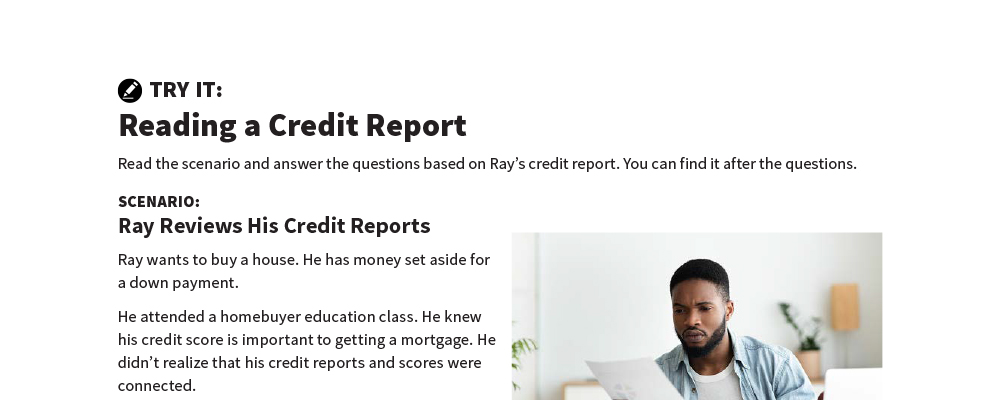 TRY IT:
Reading a Credit Report
Read the scenario and answer the questions based on Ray’s credit report. You can find it after the questions.
SCENARIO:
Ray Reviews His Credit Reports
Ray wants to buy a house. He has money set aside for
a down payment.
He attended a homebuyer education class. He knew
his credit score is important to getting a mortgage. He
didn’t realize that his credit reports and scores were
connected.